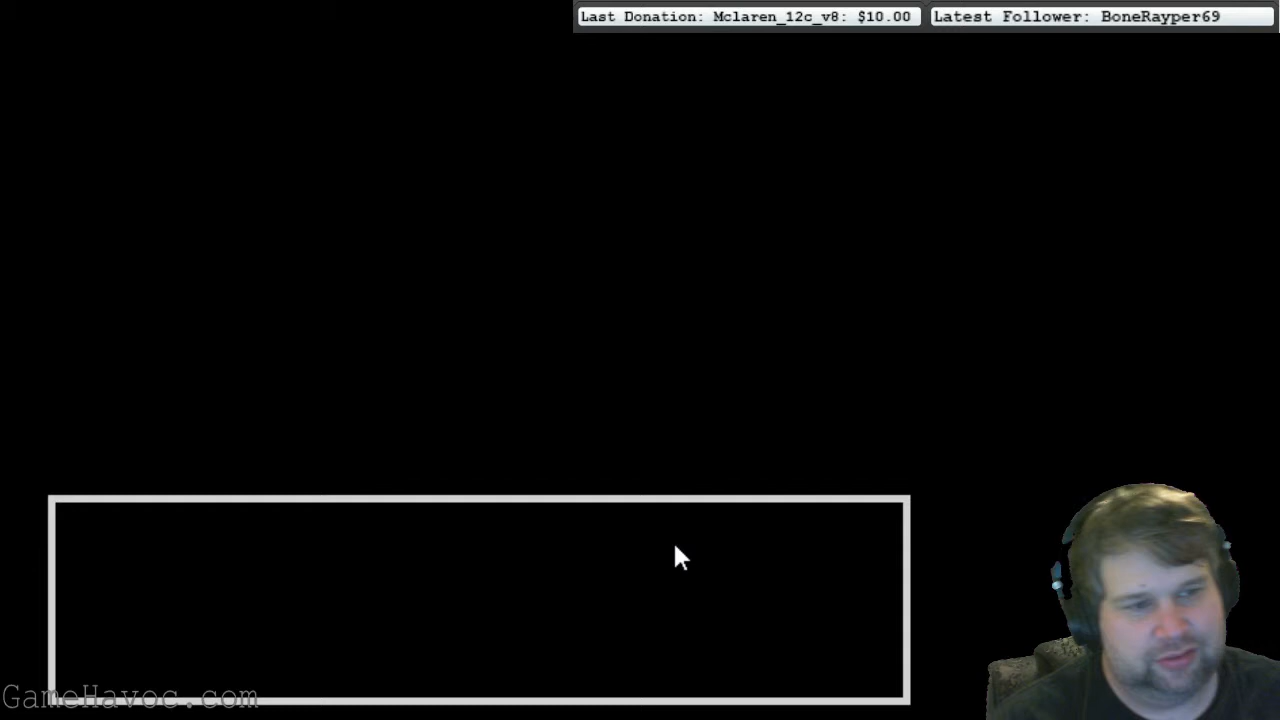 Last Donation: Mclaren_12c_v8: $10.00
Latest Follower: BoneRayper69
GameHavoc.com